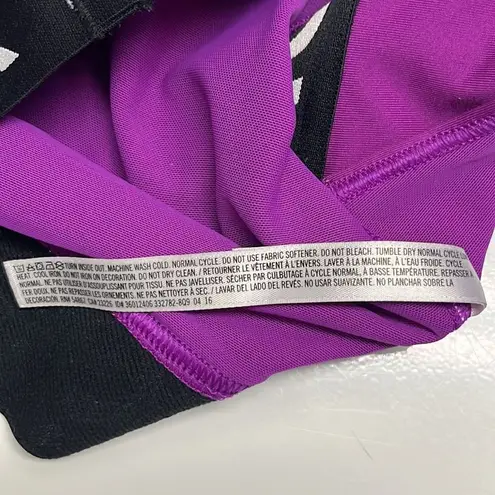 TURN INSIDE OUT. MACHINE WASH COLD. NORMAL CYCLE. DO NOT USE FABRIC SOFTENER. DO NOT BLEACH. TUMBLE DRY NORMAL CYCLE
HEAT. COOL IRON. DO NOT IRON ON DECORATION. DO NOT DRY CLEAN. / RETOURNER LE VÊTEMENT À L'ENVERS. LAVER À LA MACHINE, À L'EAU FROIDE. CYCLE
NORMAL. NE PAS UTILISER D'ASSOUPLISSANT POUR TISSU. NE PAS JAVELLISER. SÉCHER PAR CULBUTAGE À CYCLE NORMAL, À BASSE TEMPÉRATURE. REPASSER À
FER DOUX. NE PAS REPASSER LES ORNEMENTS. NE PAS NETTOYER À SEC. / LAVAR DEL LADO DEL REVÉS. NO USAR SUAVIZANTE. NO PLANCHAR SOBRE LA
DECORACIÓN. RN# 54867 CA# 23029 ID# 36012406 332782-8Q9 04 16